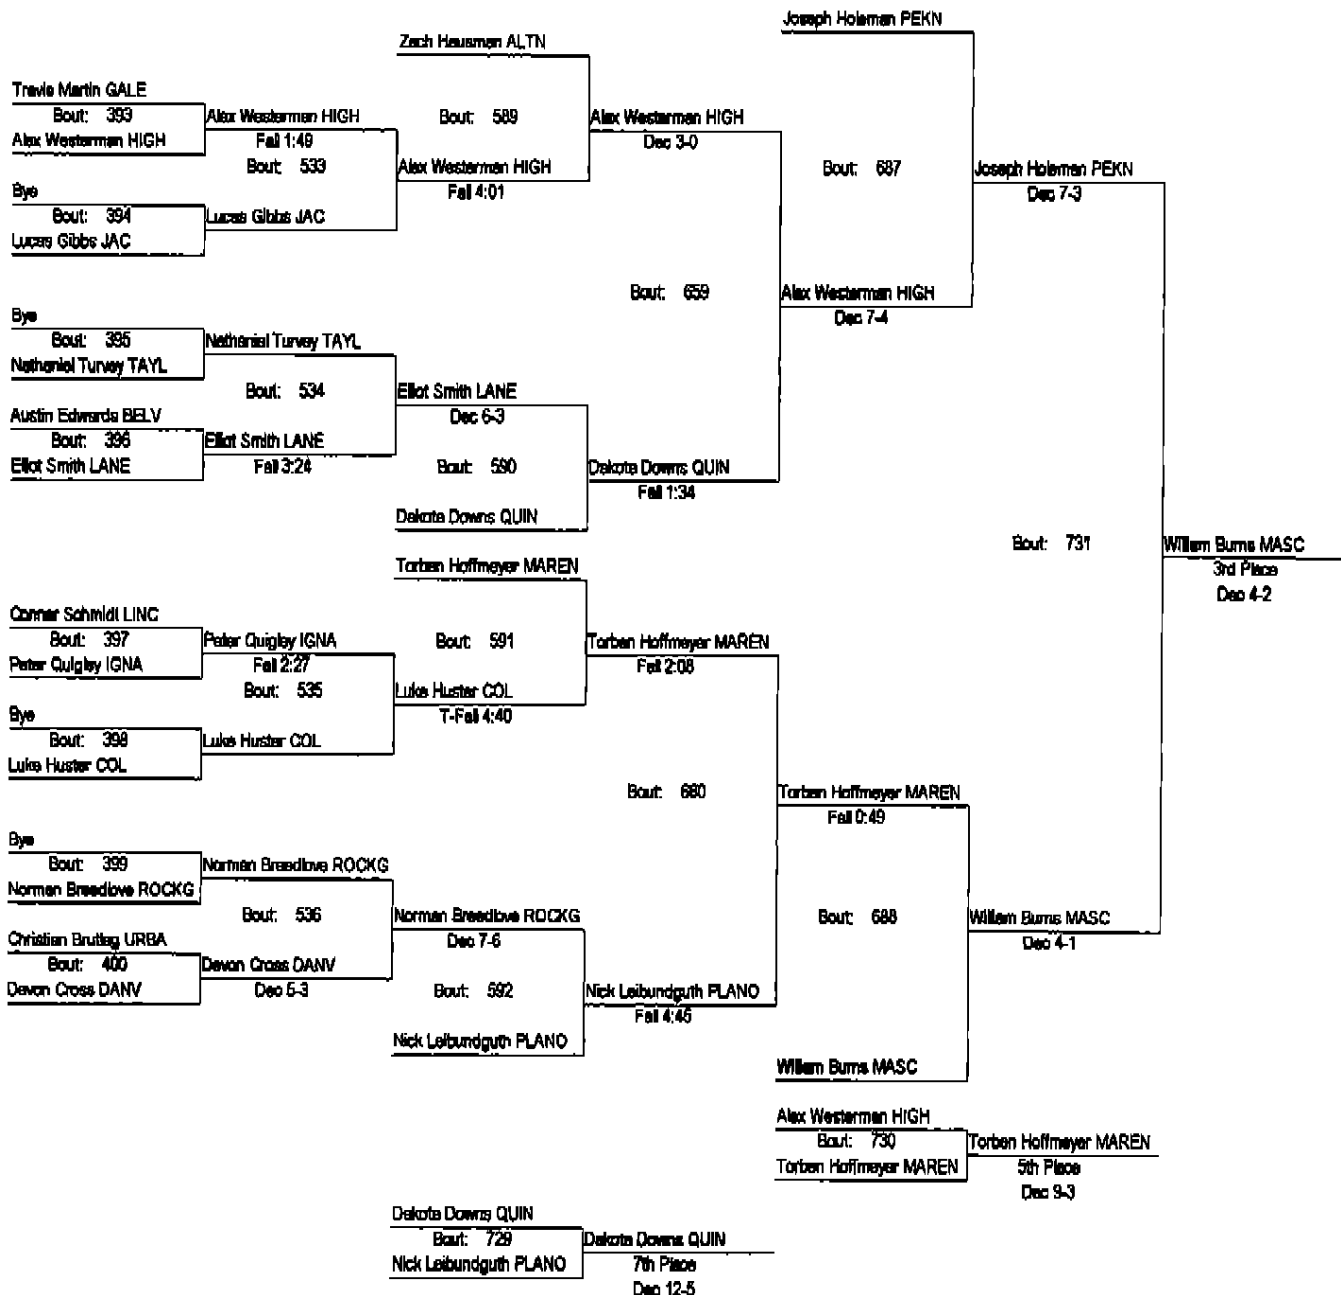 Joseph Holeman PEKN
Zach Hausman ALTN
Travis Martin GALE
Bout: 393
Alex Westerman HIGH
Alex Westerman HIGH
Fall 1:49
Bout: 533
Bye
Bout: 394
Lucas Gibbs JAC
Lucas Gibbs JAC
Bout: 589
Alex Westerman HIGH
Fall 4:01
Alex Westerman HIGH
Dec 3-0
Bout: 687
Joseph Holeman PEKN
Dec 7-3
Bout: 659
Alex Westerman HIGH
Dec 7-4
Bye
Bout: 395
Nathaniel Turvey TAYL
Nathaniel Turvey TAYL
Bout: 534
Austin Edwards BELV
Bout: 396
Elliot Smith LANE
Elliot Smith LANE
Fall 3:24
Elliot Smith LANE
Dec 6-3
Bout: 590
Dakota Downs QUIN
Dakota Downs QUIN
Fall 1:34
Bout: 731
William Burns MASC
3rd Place
Dec 4-2
Torben Hoffmeyer MAREN
Conner Schmidt LINC
Bout: 397
Peter Quigley IGNA
Peter Quigley IGNA
Fall 2:27
Bout: 535
Bye
Bout: 398
Luke Huster COL
Luke Huster COL
Bout: 591
Luke Huster COL
T-Fall 4:40
Torben Hoffmeyer MAREN
Fall 2:08
Bout: 660
Torben Hoffmeyer MAREN
Fall 0:49
Bye
Bout: 399
Norman Breedlove ROCKG
Norman Breedlove ROCKG
Bout: 536
Christian Bruttag URBA
Bout: 400
Devon Cross DANV
Devon Cross DANV
Dec 5-3
Norman Breedlove ROCKG
Dec 7-6
Bout: 592
Nick Leibundguth PLANO
Nick Leibundguth PLANO
Fall 4:45
Bout: 688
William Burns MASC
Dec 4-1
William Burns MASC
Alex Westerman HIGH
Bout: 730
Torben Hoffmeyer MAREN
Torben Hoffmeyer MAREN
5th Place
Dec 9-3
Dakota Downs QUIN
Bout: 729
Nick Leibundguth PLANO
Dakota Downs QUIN
7th Place
Dec 12-5